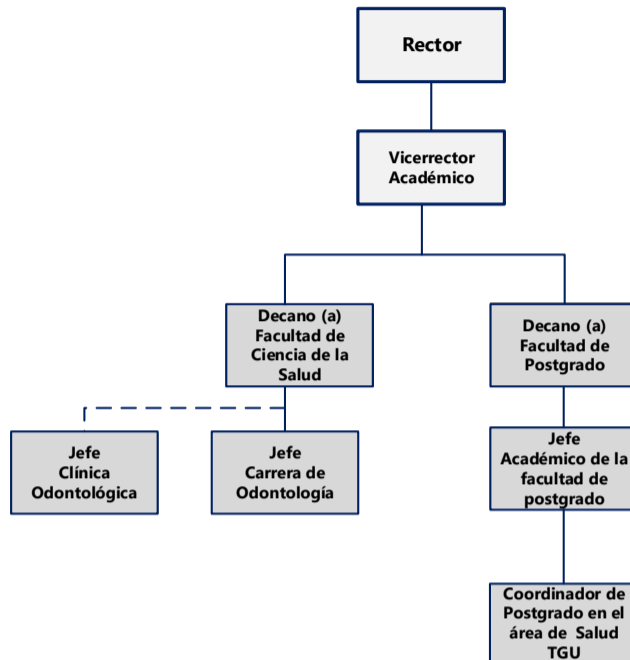 Rector
Vicerrector
Académico
Decano (a)
Facultad de
Ciencia de la
Salud
Decano (a)
Facultad de
Postgrado
Jefe
Clínica
Odontológica
Jefe
Carrera de
Odontología
Jefe
Académico de la
facultad de
postgrado
Coordinador de
Postgrado en el
área de Salud
TGU